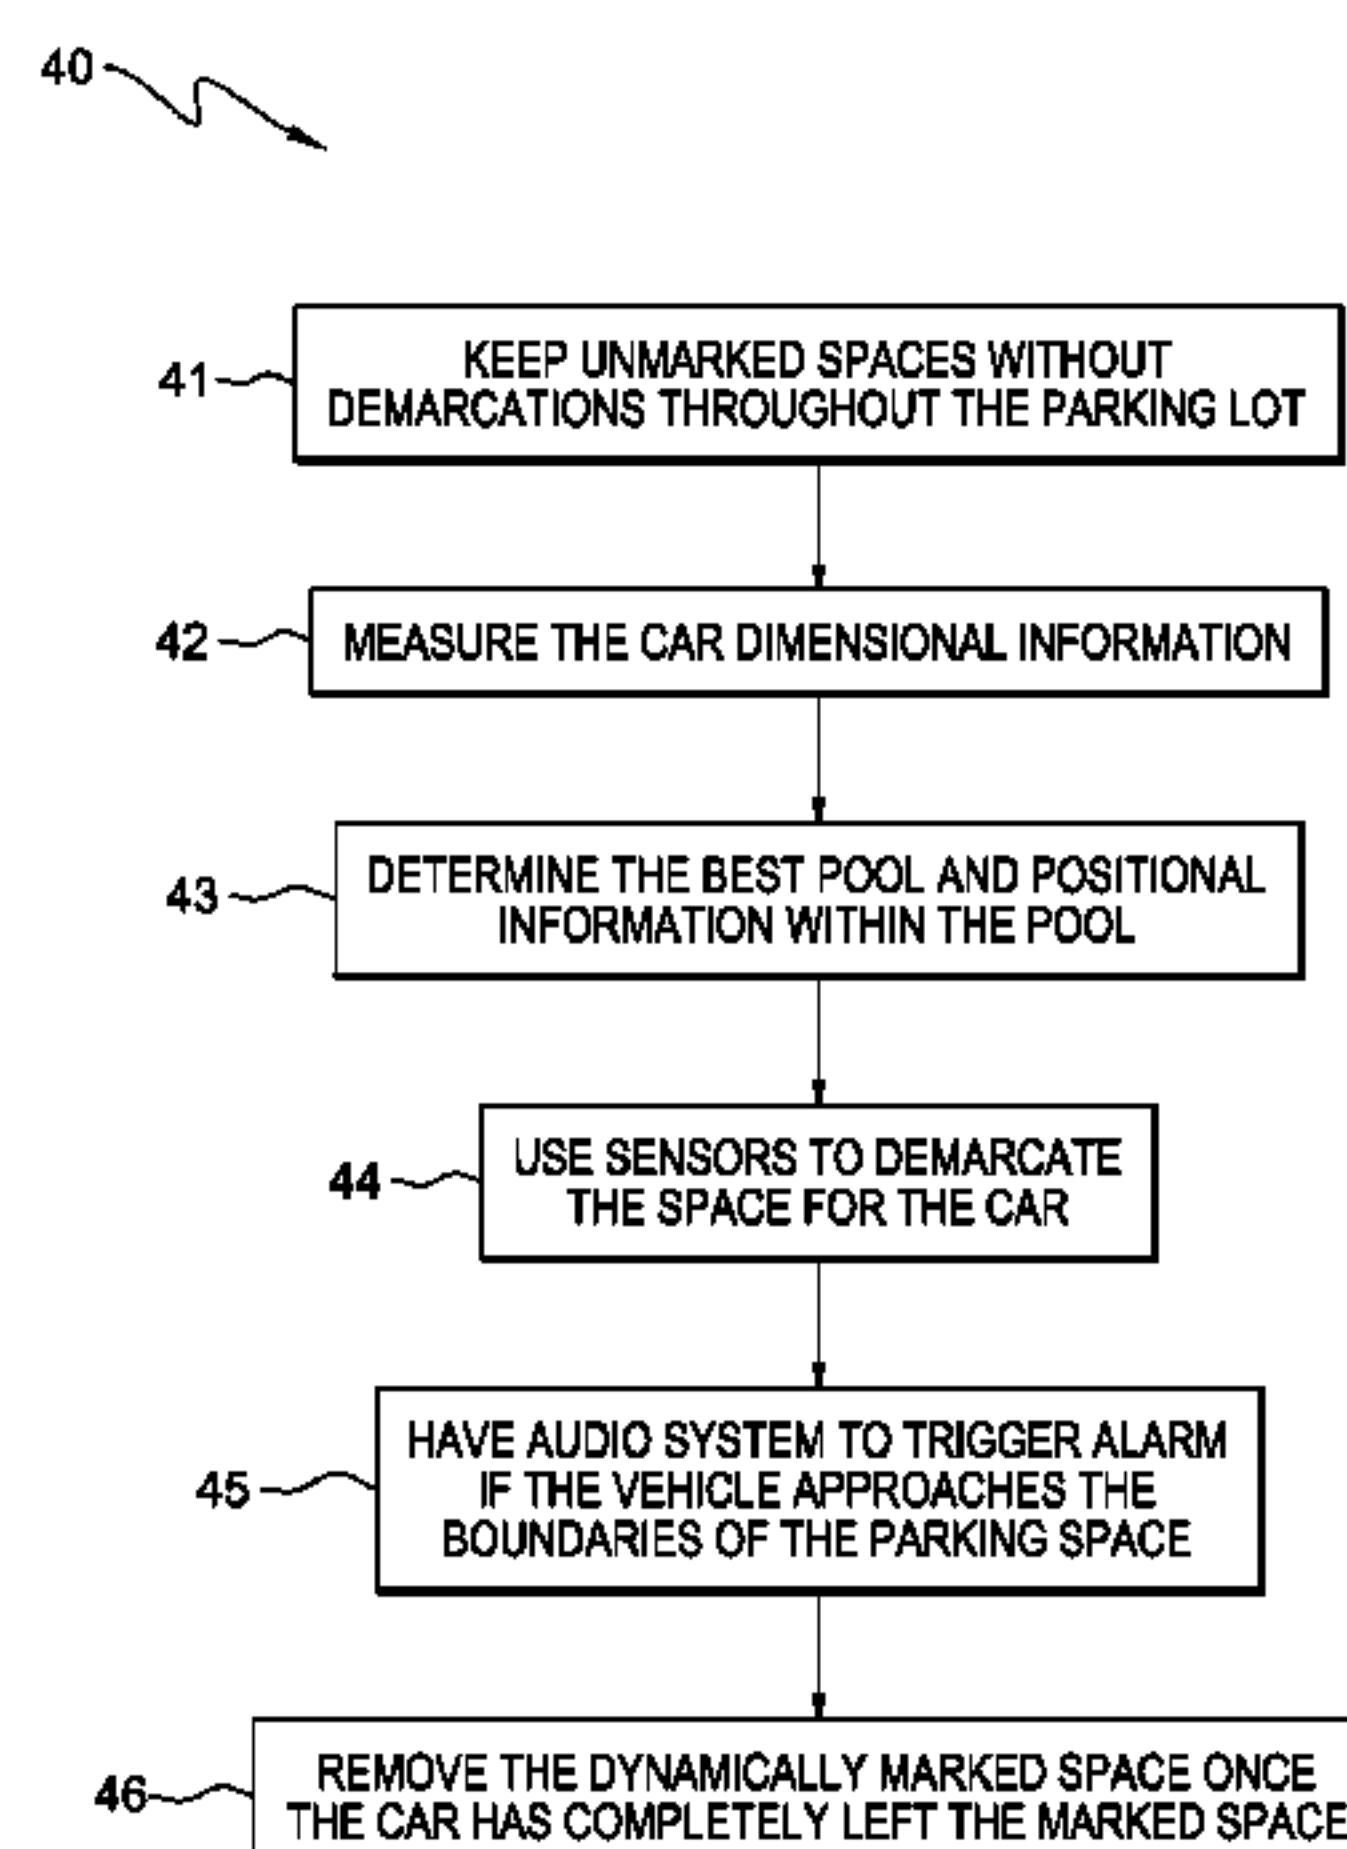 40
41
KEEP UNMARKED SPACES WITHOUT
DEMARCATIONS THROUGHOUT THE PARKING LOT
42
MEASURE THE CAR DIMENSIONAL INFORMATION
43
DETERMINE THE BEST POOL AND POSITIONAL
INFORMATION WITHIN THE POOL
44
USE SENSORS TO DEMARCATE
THE SPACE FOR THE CAR
45
HAVE AUDIO SYSTEM TO TRIGGER ALARM
IF THE VEHICLE APPROACHES THE
BOUNDARIES OF THE PARKING SPACE
46
REMOVE THE DYNAMICALLY MARKED SPACE ONCE
THE CAR HAS COMPLETELY LEFT THE MARKED SPACE